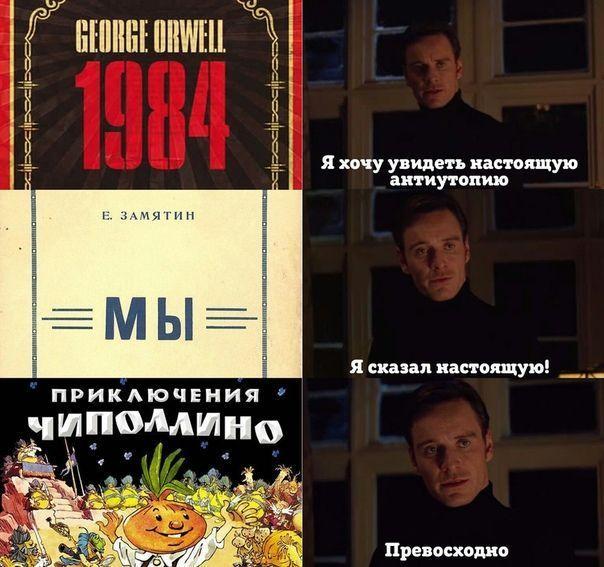 GEORGE ORWELL
1984
Я хочу увидеть настоящую
антиутопию
Е. ЗАМЯТИН
МЫ
Я сказал настоящую!
ПРИКЛЮЧЕНИЯ
ЧИПОЛЛИНО
Превосходно